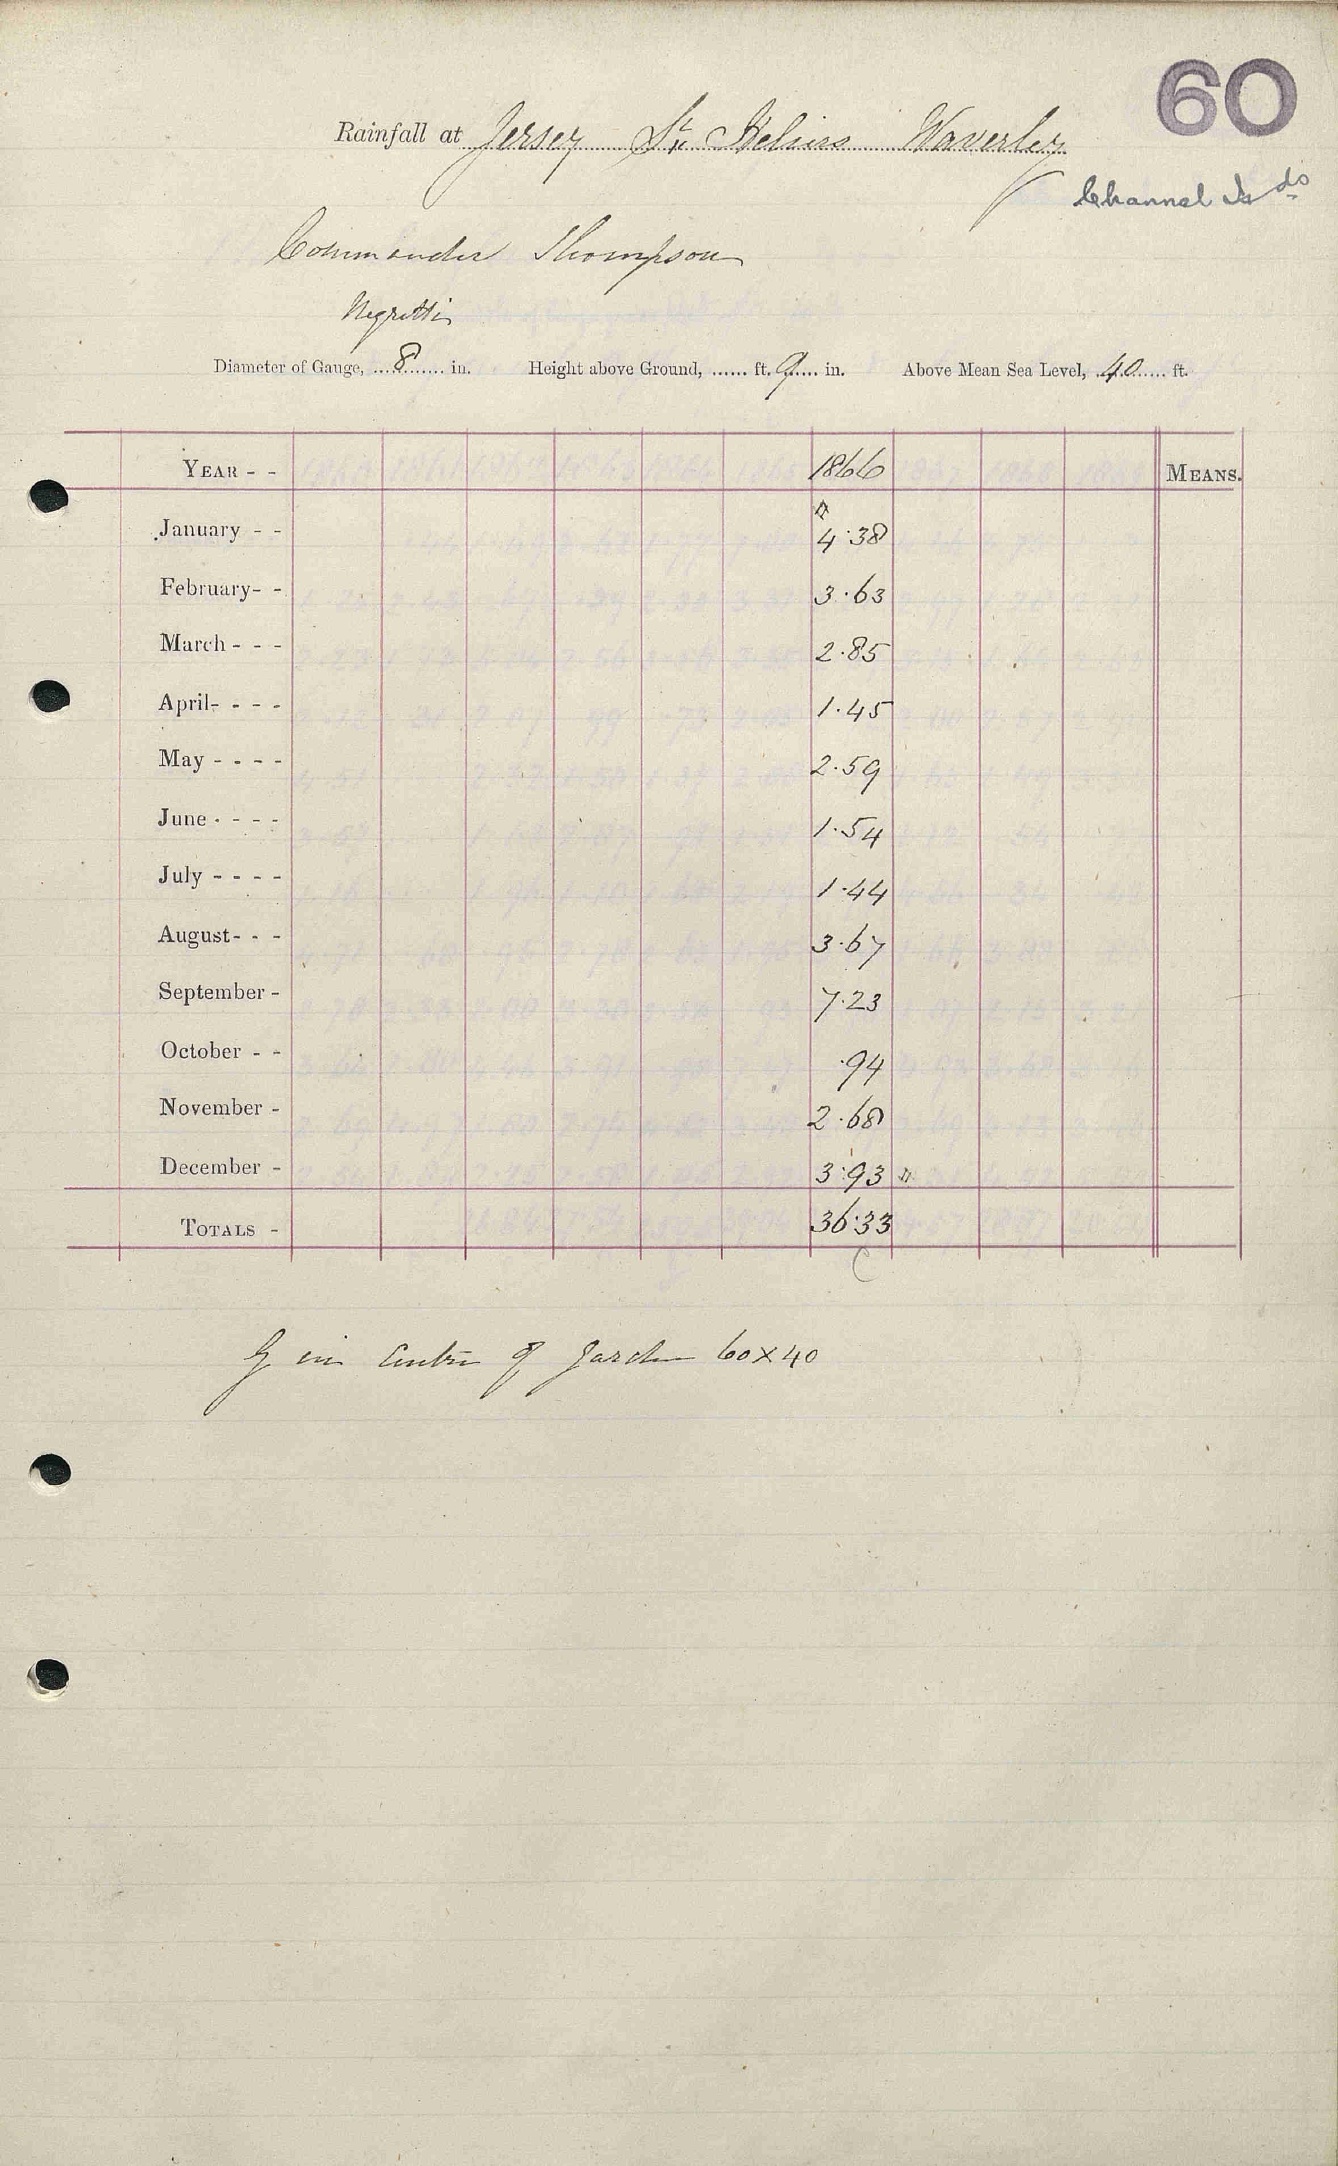 60
Rainfall at Jersey St. Heliers Waverley
Channel Is ds
Commander Thompson
Negretti
Diameter of Gauge, ....8.... in. Height above Ground, ...... ft. 9 in. Above Mean Sea Level, 40 ft.
YEAR - - 1866 MEANS.
January - - 4.38
February - - 3.63
March - - - 2.85
April - - - - 1.45
May - - - - 2.59
June - - - - 1.54
July - - - - 1.44
August - - - 3.67
September - 7.23
October - - .94
November - 2.68
December - 3.93
TOTALS - 36.33
C
G in Centre of garden 60x40